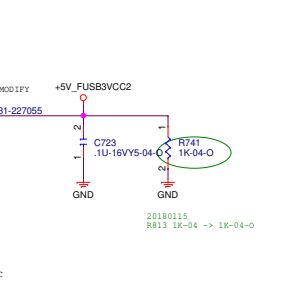 MODIFY
+5V_FUSB3VCC2
31-227055
2
1
C723
.1U-16VY5-04-O
1
2
R741
1K-04-O
GND
GND
20180115
R813 1K-04 -> 1K-04-O